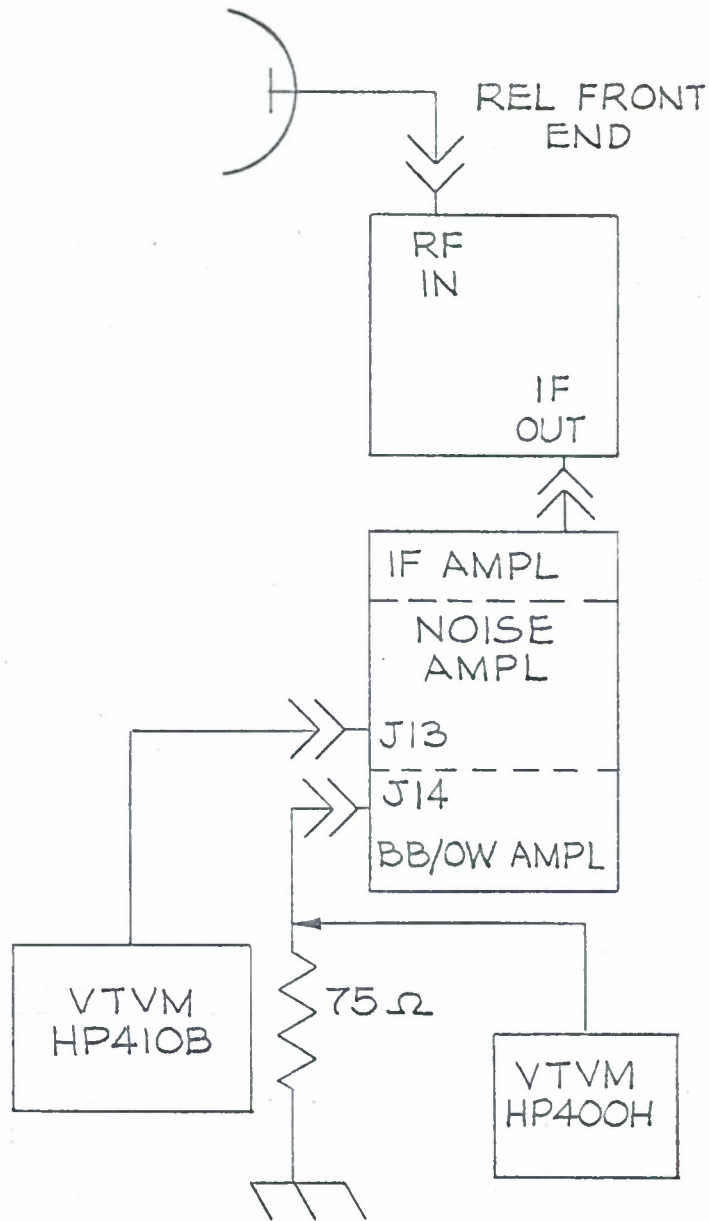 REL FRONT
END
RF
IN
IF
OUT
IF AMPL
NOISE
AMPL
J13
J14
BB/OW AMPL
VTVM
HP410B
75 Ω
VTVM
HP400H